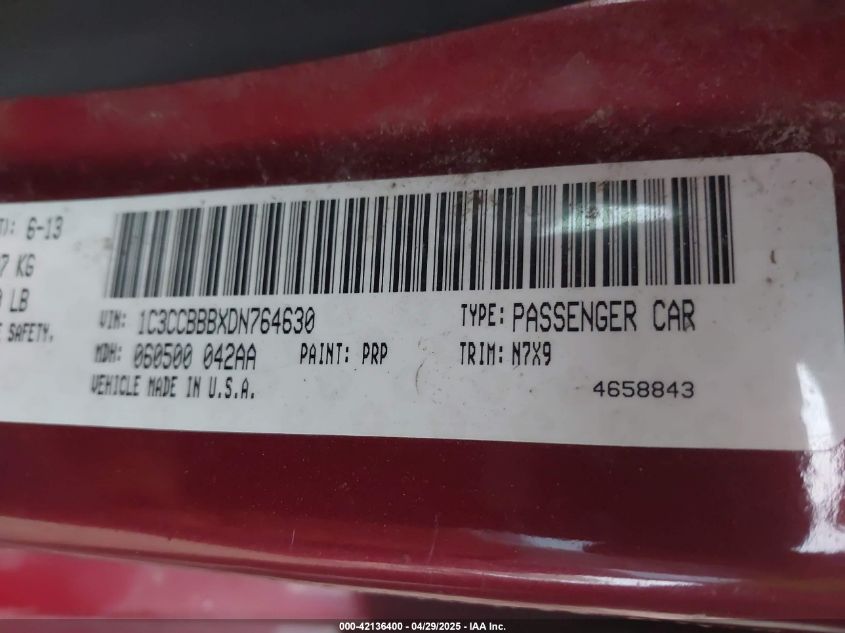 T): 6-13
7 KG
LB
SAFETY.
VIN: 1C3CCBBBXDN764630
TYPE: PASSENGER CAR
MDH: 060500 042AA
PAINT: PRP
TRIM: N7X9
VEHICLE MADE IN U.S.A.
4658843
000-42136400 - 04/29/2025 - IAA Inc.